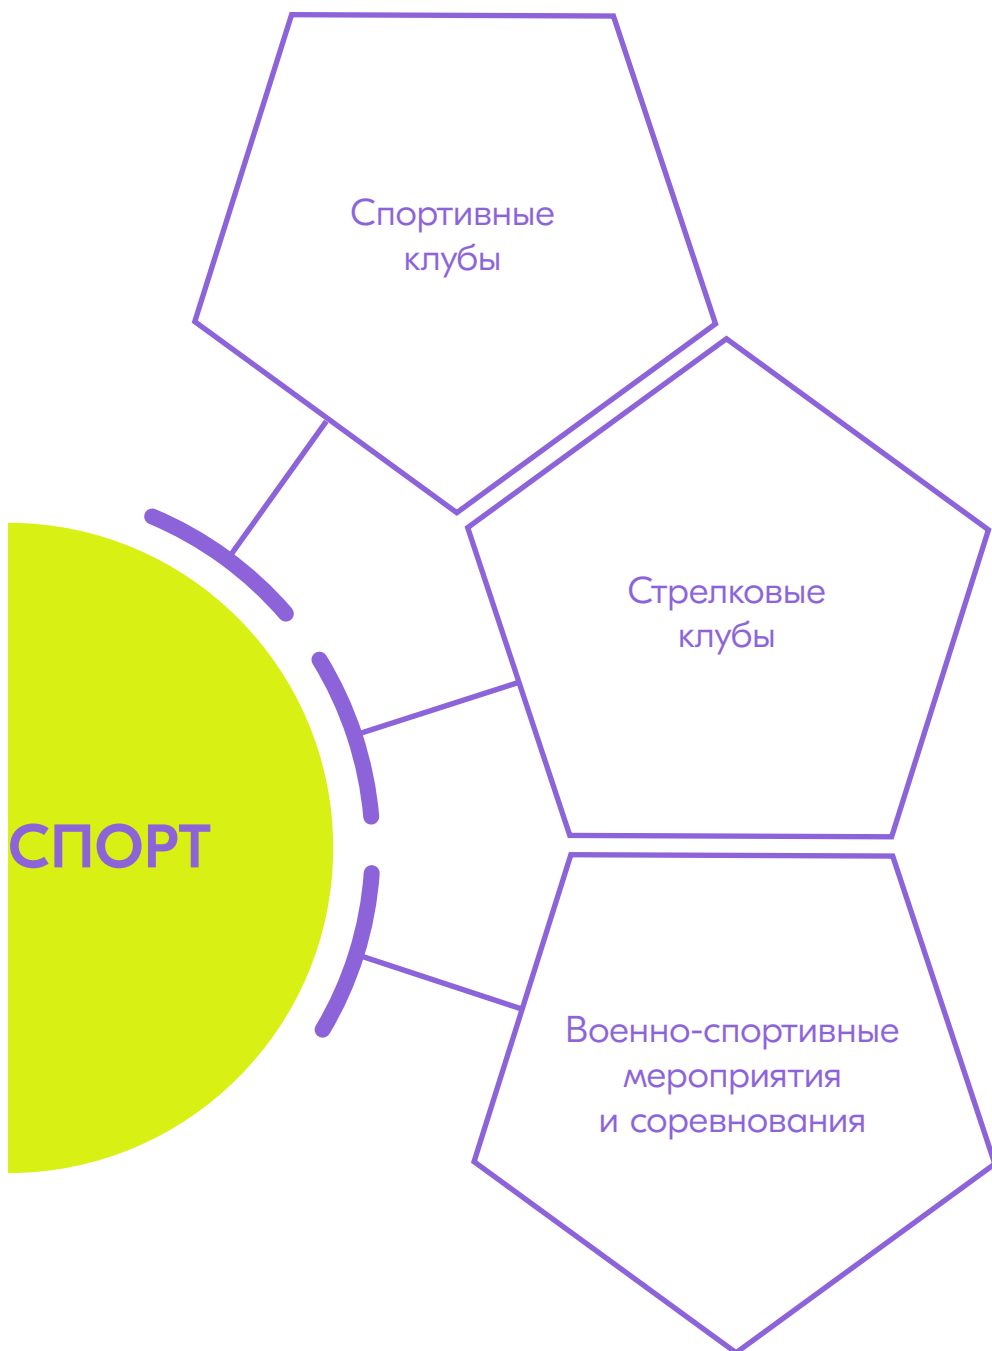 Спортивные
клубы
Стрелковые
клубы
СПОРТ
Военно-спортивные
мероприятия
и соревнования